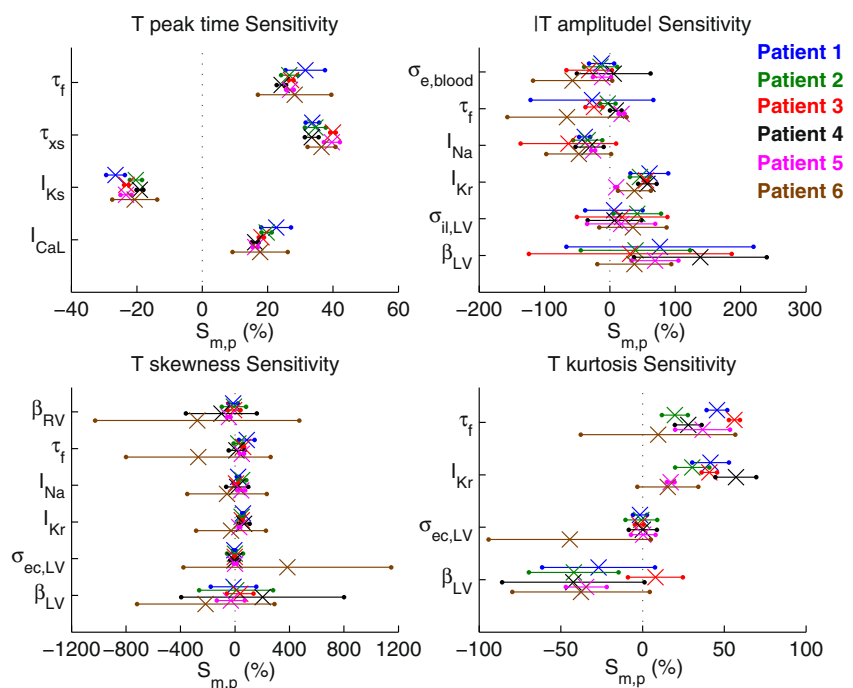 T peak time Sensitivity
τf
τxs
IKs
ICaL
−40 −20 0 20 40 60
Sm,p (%)
|T amplitude| Sensitivity
σe,blood
τf
INa
IKr
σil,LV
βLV
−200 −100 0 100 200 300
Sm,p (%)
Patient 1
Patient 2
Patient 3
Patient 4
Patient 5
Patient 6
T skewness Sensitivity
βRV
τf
INa
IKr
σec,LV
βLV
−1200 −800 −400 0 400 800 1200
Sm,p (%)
T kurtosis Sensitivity
τf
IKr
σec,LV
βLV
−100 −50 0 50 100
Sm,p (%)